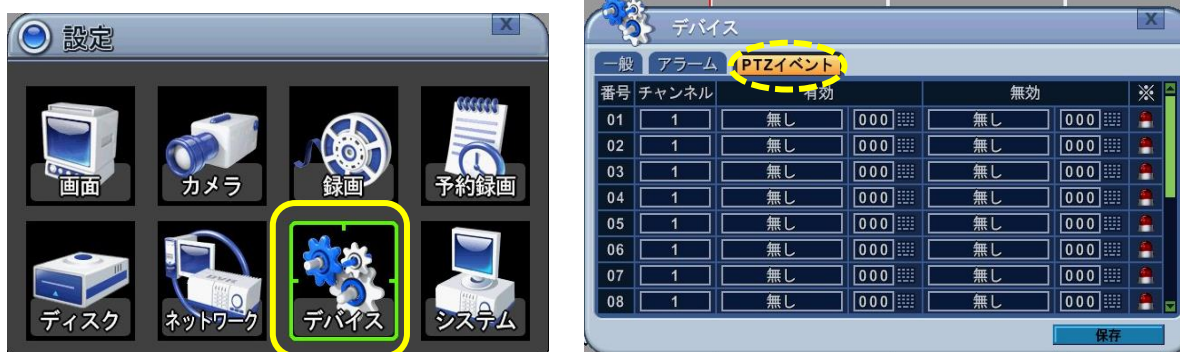 設定
X
画面
カメラ
録画
予約録画
ディスク
ネットワーク
デバイス
システム
デバイス
X
一般 アラーム PTZイベント
番号 チャンネル 有効 無効 ※
01 1 無し 000 無し 000
02 1 無し 000 無し 000
03 1 無し 000 無し 000
04 1 無し 000 無し 000
05 1 無し 000 無し 000
06 1 無し 000 無し 000
07 1 無し 000 無し 000
08 1 無し 000 無し 000
保存